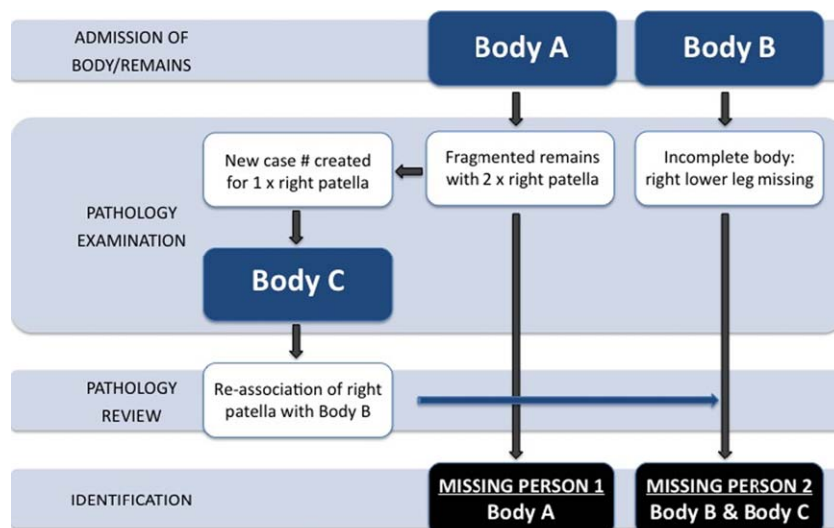 ADMISSION OF
BODY/REMAINS
Body A
Body B
New case # created
for 1 x right patella
Fragmented remains
with 2 x right patella
Incomplete body:
right lower leg missing
PATHOLOGY
EXAMINATION
Body C
PATHOLOGY
REVIEW
Re-association of right
patella with Body B
IDENTIFICATION
MISSING PERSON 1
Body A
MISSING PERSON 2
Body B & Body C